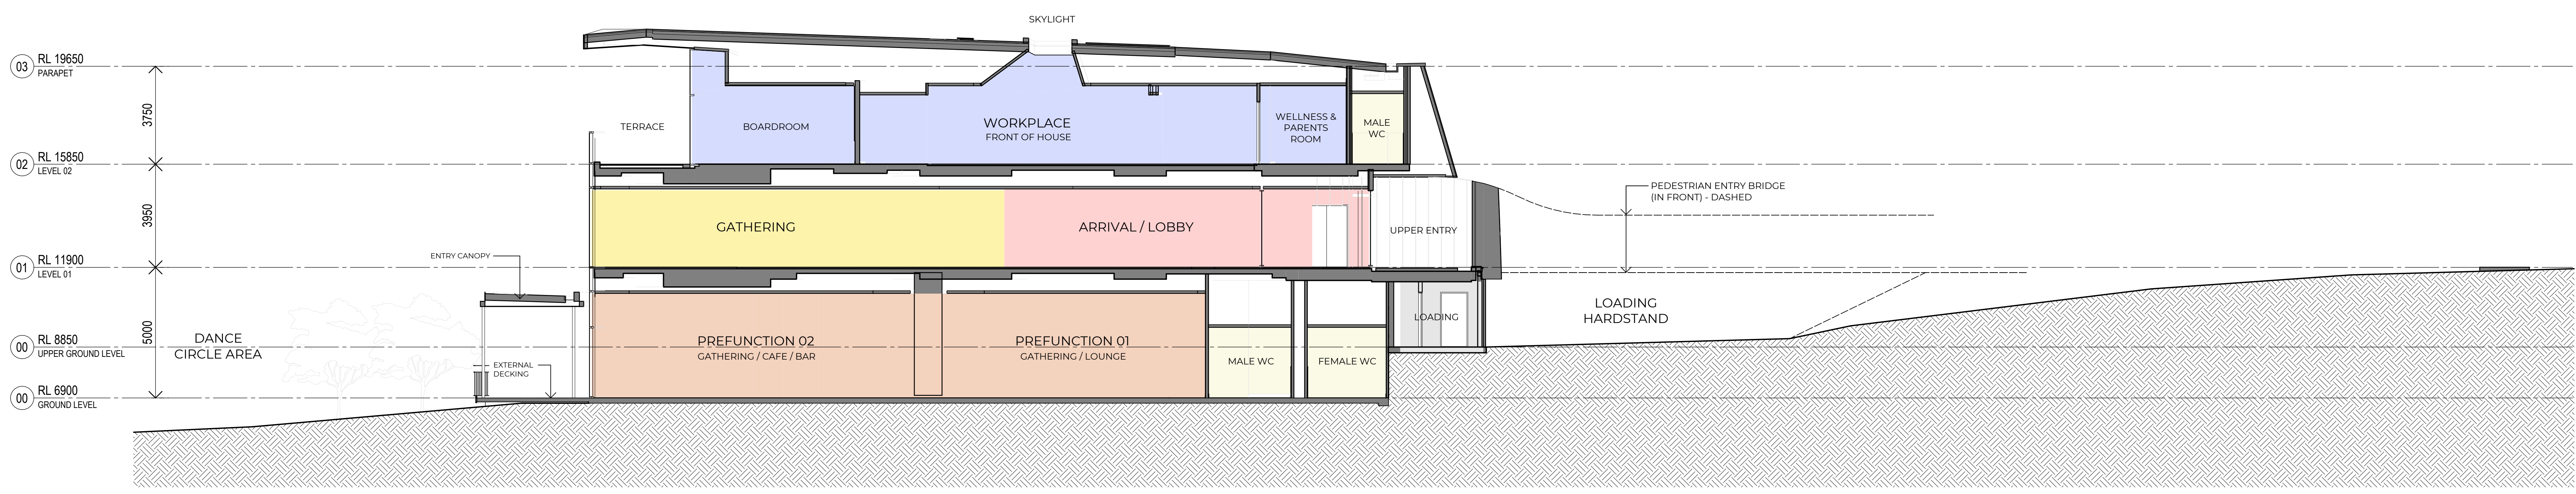 SKYLIGHT
03 RL 19650
PARAPET
3750
TERRACE
BOARDROOM
WORKPLACE
FRONT OF HOUSE
WELLNESS &
PARENTS
ROOM
MALE
WC
02 RL 15850
LEVEL 02
3950
GATHERING
ARRIVAL / LOBBY
UPPER ENTRY
PEDESTRIAN ENTRY BRIDGE
(IN FRONT) - DASHED
ENTRY CANOPY
01 RL 11900
LEVEL 01
5000
DANCE
CIRCLE AREA
PREFUNCTION 02
GATHERING / CAFE / BAR
PREFUNCTION 01
GATHERING / LOUNGE
MALE WC
FEMALE WC
LOADING
LOADING
HARDSTAND
00 RL 8850
UPPER GROUND LEVEL
EXTERNAL
DECKING
00 RL 6900
GROUND LEVEL